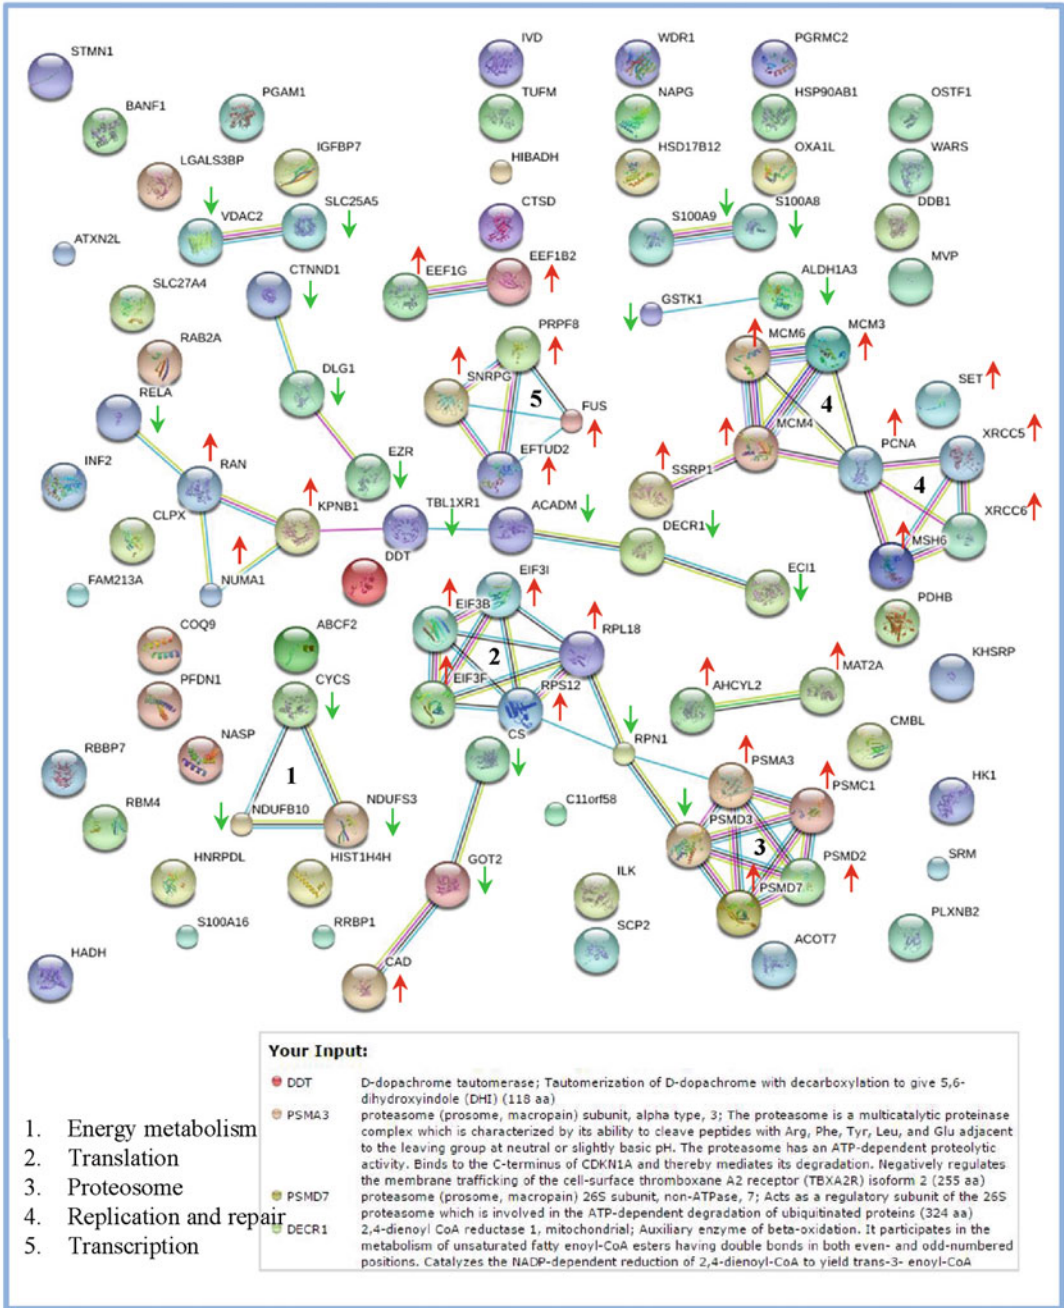 STMN1
IVD
WDR1
PGRMC2
BANF1
PGAM1
TUFM
NAPG
HSP90AB1
OSTF1
LGALS3BP
IGFBP7
HIBADH
HSD17B12
OXA1L
WARS
VDAC2
SLC25A5
CTSD
S100A9
S100A8
DDB1
ATXN2L
EEF1G
EEF1B2
MVP
SLC27A4
CTNND1
GSTK1
ALDH1A3
RAB2A
PRPF8
MCM6
MCM3
RELA
DLG1
SNRPG
5
FUS
4
SET
INF2
RAN
EZR
EFTUD2
MCM4
PCNA
XRCC5
SSRP1
4
CLPX
KPNB1
TBL1XR1
ACADM
DECR1
XRCC6
MSH6
FAM213A
NUMA1
DDT
ECI1
EIF3I
EIF3B
PDHB
COQ9
ABCF2
2
RPL18
KHSRP
PFDN1
CYCS
EIF3F
RPS12
AHCYL2
MAT2A
CS
RPN1
CMBL
RBBP7
NASP
1
PSMA3
PSMC1
HK1
RBM4
NDUFB10
NDUFS3
C11orf58
PSMD3
3
PSMD2
HNRPDL
HIST1H4H
GOT2
ILK
PSMD7
SRM
S100A16
RRBP1
SCP2
PLXNB2
HADH
CAD
ACOT7
Your Input:
DDT D-dopachrome tautomerase; Tautomerization of D-dopachrome with decarboxylation to give 5,6-
dihydroxyindole (DHI) (118 aa)
PSMA3 proteasome (prosome, macropain) subunit, alpha type, 3; The proteasome is a multicatalytic proteinase
complex which is characterized by its ability to cleave peptides with Arg, Phe, Tyr, Leu, and Glu adjacent
to the leaving group at neutral or slightly basic pH. The proteasome has an ATP-dependent proteolytic
activity. Binds to the C-terminus of CDKN1A and thereby mediates its degradation. Negatively regulates
the membrane trafficking of the cell-surface thromboxane A2 receptor (TBXA2R) isoform 2 (255 aa)
PSMD7 proteasome (prosome, macropain) 26S subunit, non-ATPase, 7; Acts as a regulatory subunit of the 26S
proteasome which is involved in the ATP-dependent degradation of ubiquitinated proteins (324 aa)
DECR1 2,4-dienoyl CoA reductase 1, mitochondrial; Auxiliary enzyme of beta-oxidation. It participates in the
metabolism of unsaturated fatty enoyl-CoA esters having double bonds in both even- and odd-numbered
positions. Catalyzes the NADP-dependent reduction of 2,4-dienoyl-CoA to yield trans-3- enoyl-CoA
1. Energy metabolism
2. Translation
3. Proteosome
4. Replication and repair
5. Transcription